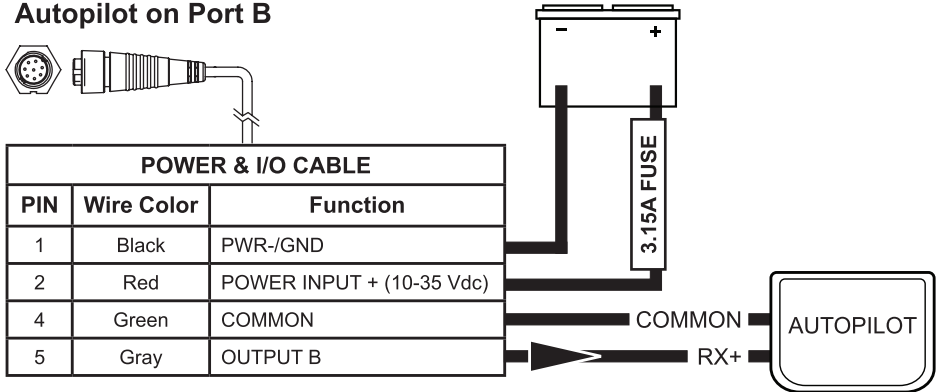 Autopilot on Port B
- +
3.15A FUSE
POWER & I/O CABLE
PIN Wire Color Function
1 Black PWR-/GND
2 Red POWER INPUT + (10-35 Vdc)
4 Green COMMON COMMON
5 Gray OUTPUT B RX+
AUTOPILOT